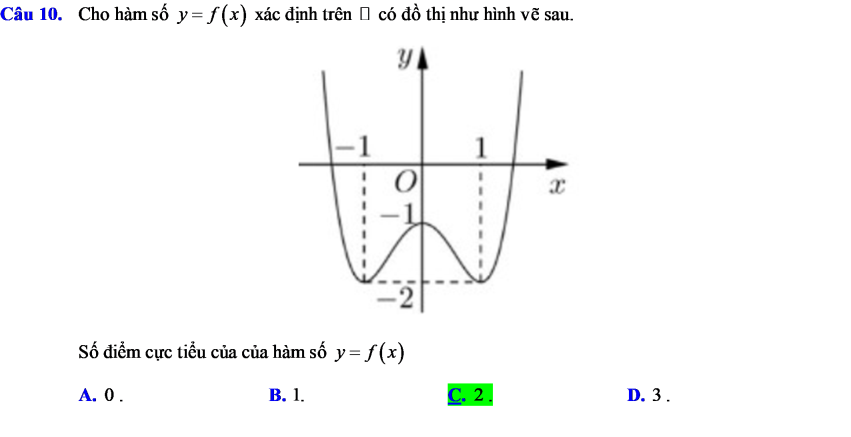 Câu 10. Cho hàm số y = f(x) xác định trên □ có đồ thị như hình vẽ sau.
y
−1 1
O x
−1
−2
Số điểm cực tiểu của của hàm số y = f(x)
A. 0 . B. 1. C. 2 . D. 3 .